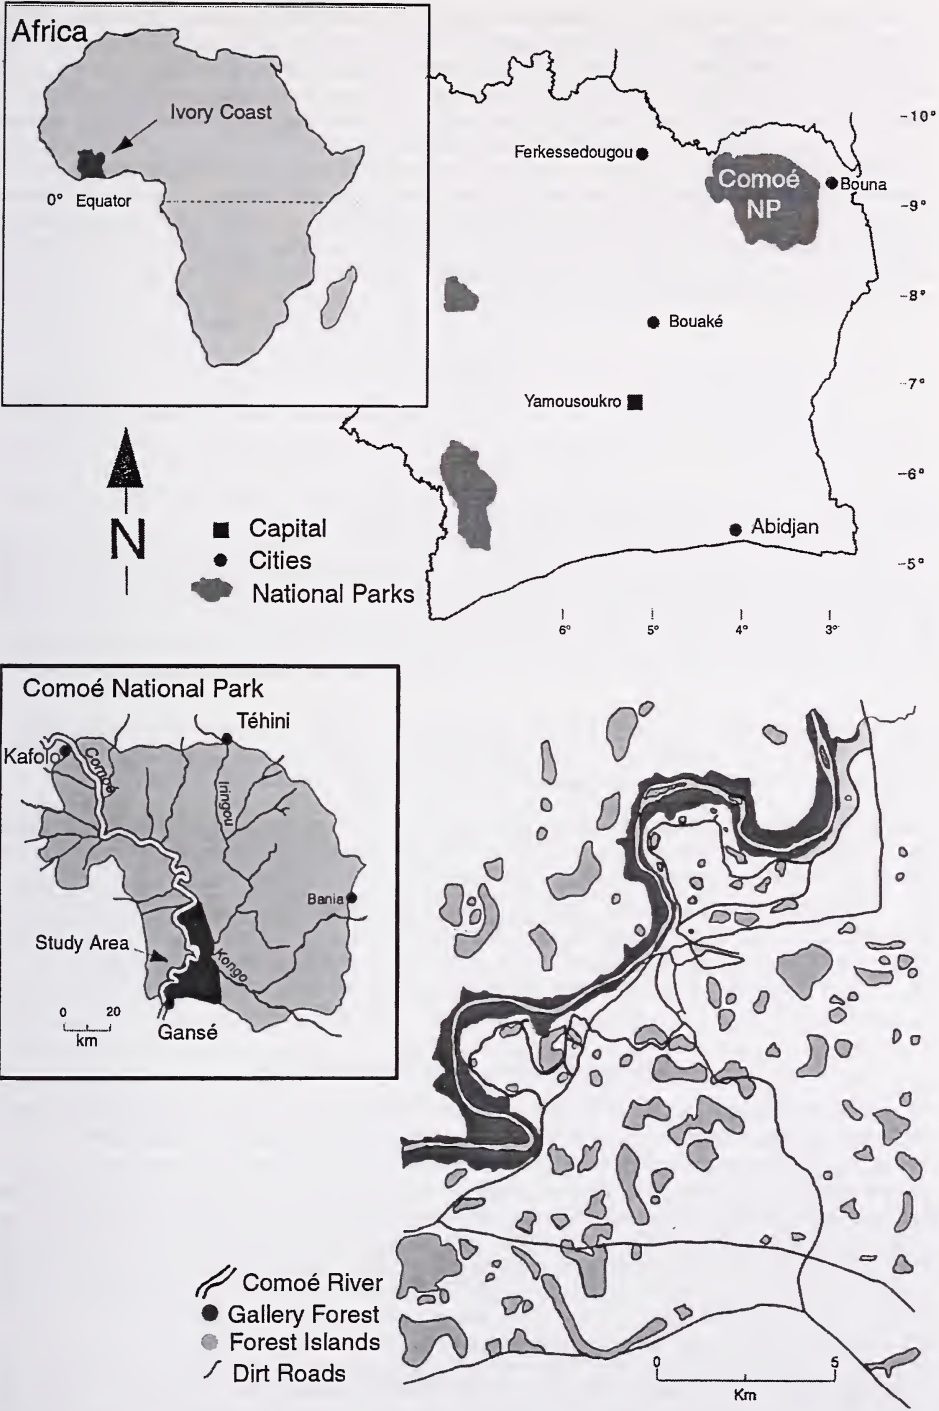 Africa
Ivory Coast
0° Equator
Ferkessedougou
Comoé
NP
Bouna
Bouaké
Yamousoukro
Abidjan
-10°
-9°
-8°
-7°
-6°
-5°
6°
5°
4°
3°
N
Capital
Cities
National Parks
Comoé National Park
Téhini
Kafolo
Comoé
Iringou
Bania
Study Area
Kongo
0 20
km
Gansé
Comoé River
Gallery Forest
Forest Islands
Dirt Roads
0 5
Km